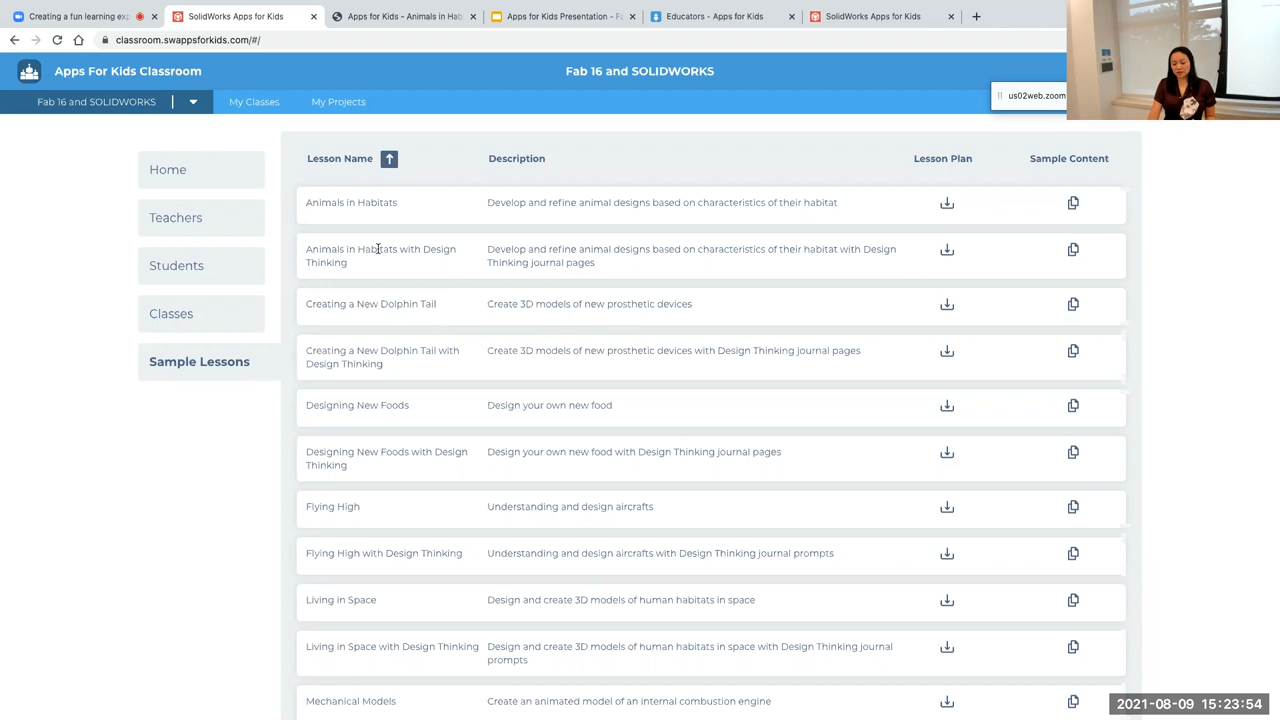 Creating a fun learning exp
SolidWorks Apps for Kids
Apps for Kids - Animals in Hab
Apps for Kids Presentation - Fa
Educators - Apps for Kids
SolidWorks Apps for Kids
classroom.swappsforkids.com/#/
Apps For Kids Classroom
Fab 16 and SOLIDWORKS
us02web.zoom
Fab 16 and SOLIDWORKS
My Classes
My Projects
Home
Teachers
Students
Classes
Sample Lessons
Lesson Name
Description
Lesson Plan
Sample Content
Animals in Habitats
Develop and refine animal designs based on characteristics of their habitat
Animals in Habitats with Design
Thinking
Develop and refine animal designs based on characteristics of their habitat with Design
Thinking journal pages
Creating a New Dolphin Tail
Create 3D models of new prosthetic devices
Creating a New Dolphin Tail with
Design Thinking
Create 3D models of new prosthetic devices with Design Thinking journal pages
Designing New Foods
Design your own new food
Designing New Foods with Design
Thinking
Design your own new food with Design Thinking journal pages
Flying High
Understanding and design aircrafts
Flying High with Design Thinking
Understanding and design aircrafts with Design Thinking journal prompts
Living in Space
Design and create 3D models of human habitats in space
Living in Space with Design Thinking
Design and create 3D models of human habitats in space with Design Thinking journal
prompts
Mechanical Models
Create an animated model of an internal combustion engine
2021-08-09 15:23:54